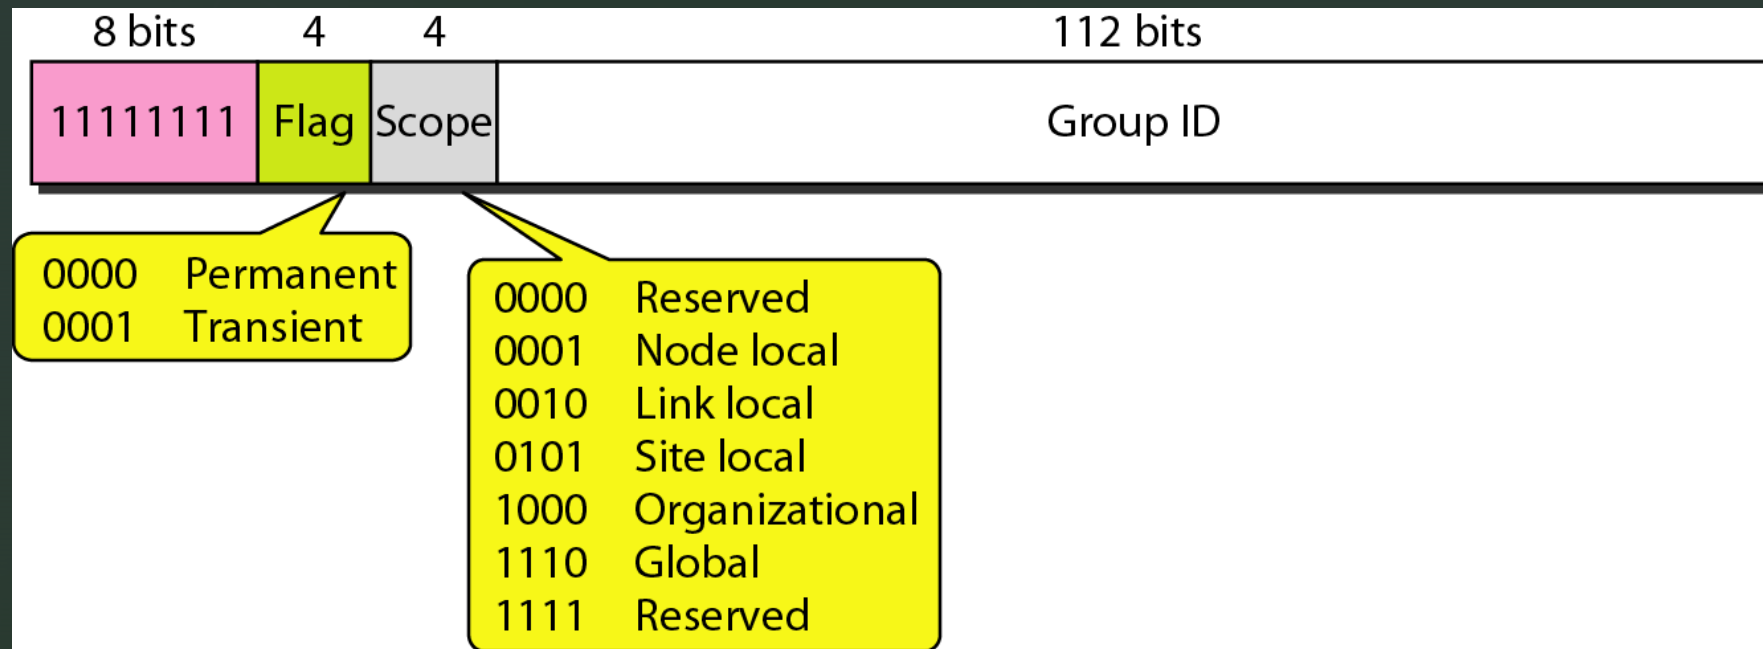 8 bits 4 4 112 bits
11111111 Flag Scope Group ID
0000 Permanent
0001 Transient
0000 Reserved
0001 Node local
0010 Link local
0101 Site local
1000 Organizational
1110 Global
1111 Reserved